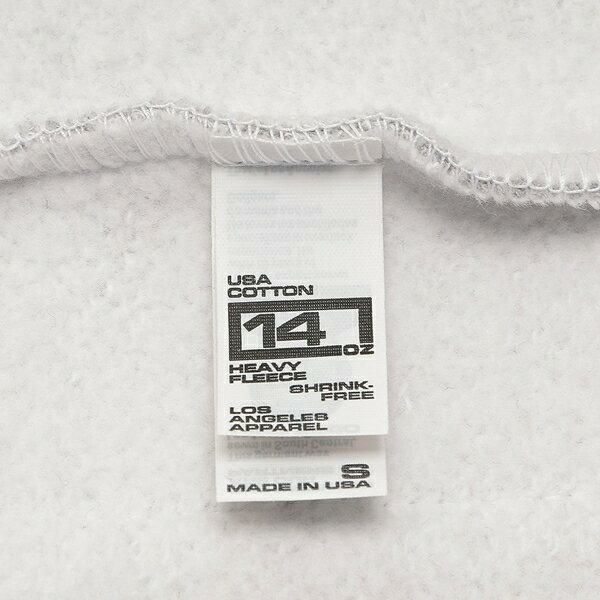 USA
COTTON
14
OZ
HEAVY
FLEECE
SHRINK-
FREE
LOS
ANGELES
APPAREL
S
MADE IN USA